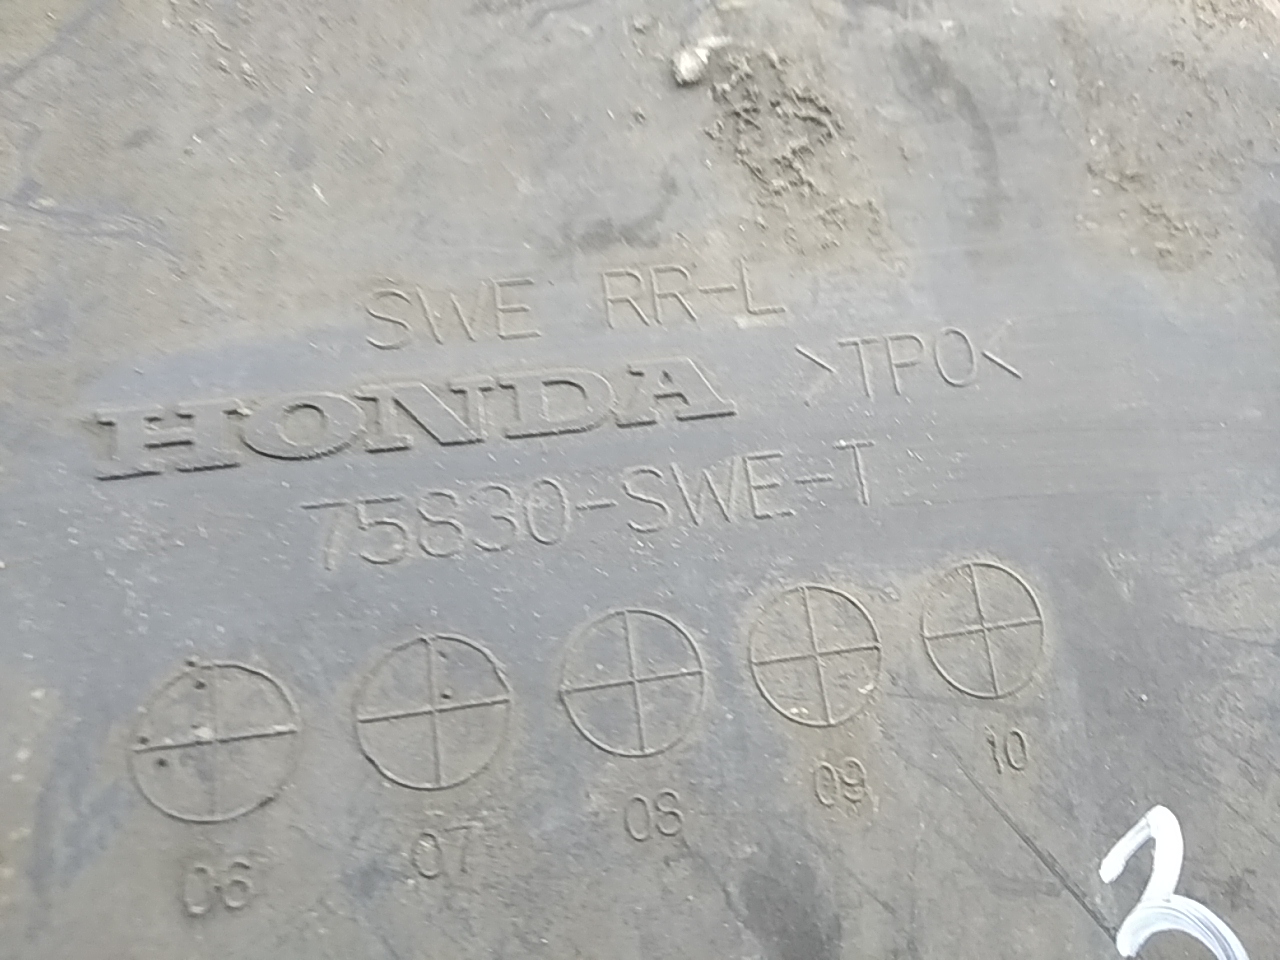 SWE RR-L
HONDA >TPO<
75830-SWE-T
06 07 08 09 10
3